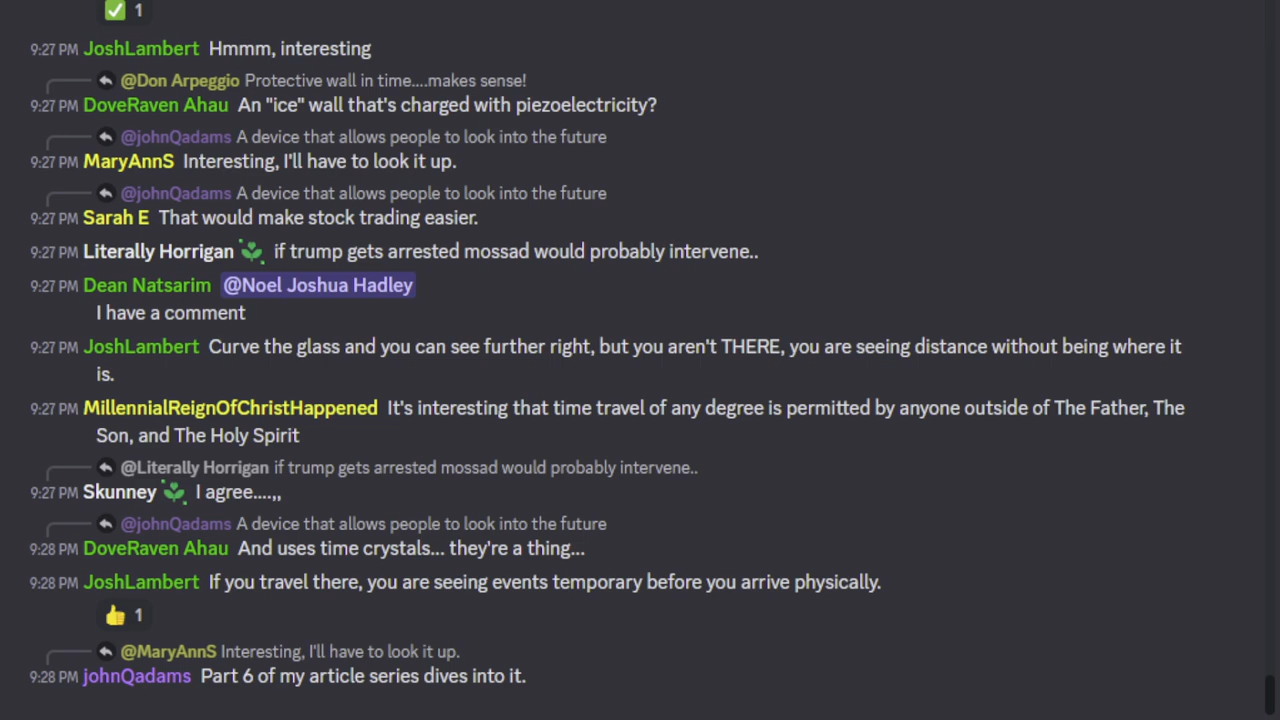 1
9:27 PM JoshLambert Hmmm, interesting
@Don Arpeggio Protective wall in time....makes sense!
9:27 PM DoveRaven Ahau An "ice" wall that's charged with piezoelectricity?
@johnQadams A device that allows people to look into the future
9:27 PM MaryAnnS Interesting, I'll have to look it up.
@johnQadams A device that allows people to look into the future
9:27 PM Sarah E That would make stock trading easier.
9:27 PM Literally Horrigan if trump gets arrested mossad would probably intervene..
9:27 PM Dean Natsarim @Noel Joshua Hadley
I have a comment
9:27 PM JoshLambert Curve the glass and you can see further right, but you aren't THERE, you are seeing distance without being where it
is.
9:27 PM MillennialReignOfChristHappened It's interesting that time travel of any degree is permitted by anyone outside of The Father, The
Son, and The Holy Spirit
@Literally Horrigan if trump gets arrested mossad would probably intervene..
9:27 PM Skunney I agree....,,
@johnQadams A device that allows people to look into the future
9:28 PM DoveRaven Ahau And uses time crystals... they're a thing...
9:28 PM JoshLambert If you travel there, you are seeing events temporary before you arrive physically.
1
@MaryAnnS Interesting, I'll have to look it up.
9:28 PM johnQadams Part 6 of my article series dives into it.